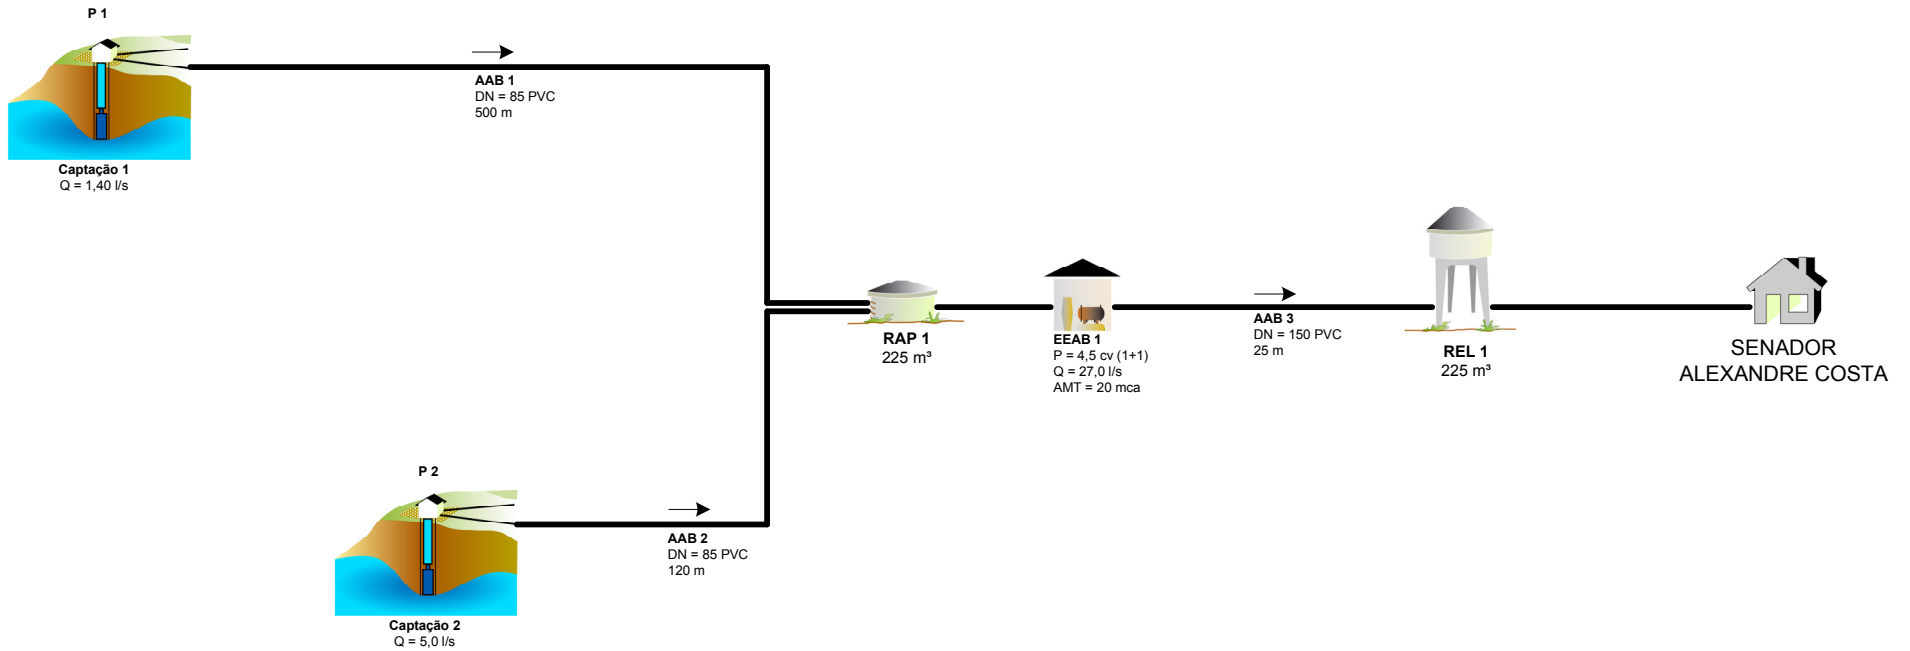 P 1
AAB 1
DN = 85 PVC
500 m
Captação 1
Q = 1,40 l/s
RAP 1
225 m³
EEAB 1
P = 4,5 cv (1+1)
Q = 27,0 l/s
AMT = 20 mca
AAB 3
DN = 150 PVC
25 m
REL 1
225 m³
SENADOR
ALEXANDRE COSTA
P 2
AAB 2
DN = 85 PVC
120 m
Captação 2
Q = 5,0 l/s